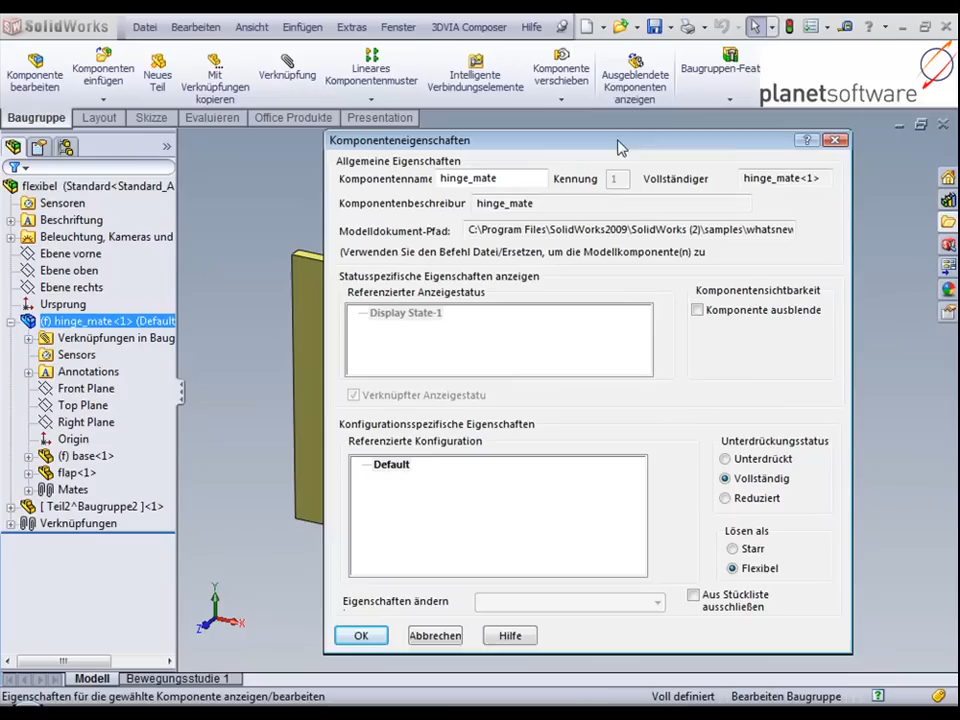 SolidWorks
Datei Bearbeiten Ansicht Einfügen Extras Fenster 3DVIA Composer Hilfe
Komponente bearbeiten
Komponenten einfügen
Neues Teil
Mit Verknüpfungen kopieren
Verknüpfung
Lineares Komponentenmuster
Intelligente Verbindungselemente
Komponente verschieben
Ausgeblendete Komponenten anzeigen
Baugruppen-Feat
planetsoftware
Baugruppe Layout Skizze Evaluieren Office Produkte Presentation
flexibel (Standard<Standard_A
Sensoren
Beschriftung
Beleuchtung, Kameras und
Ebene vorne
Ebene oben
Ebene rechts
Ursprung
(f) hinge_mate<1> (Default
Verknüpfungen in Baug
Sensors
Annotations
Front Plane
Top Plane
Right Plane
Origin
(f) base<1>
flap<1>
Mates
[ Teil2^Baugruppe2 ]<1>
Verknüpfungen
Komponenteneigenschaften
Allgemeine Eigenschaften
Komponentenname hinge_mate Kennung 1 Vollständiger hinge_mate<1>
Komponentenbeschreibur hinge_mate
Modelldokument-Pfad: C:\Program Files\SolidWorks2009\SolidWorks (2)\samples\whatsnew
(Verwenden Sie den Befehl Datei/Ersetzen, um die Modellkomponente(n) zu
Statusspezifische Eigenschaften anzeigen
Referenzierter Anzeigestatus
Display State-1
Verknüpfter Anzeigestatu
Komponentensichtbarkeit
Komponente ausblende
Konfigurationsspezifische Eigenschaften
Referenzierte Konfiguration
Default
Unterdrückungsstatus
Unterdrückt
Vollständig
Reduziert
Lösen als
Starr
Flexibel
Eigenschaften ändern
Aus Stückliste ausschließen
OK Abbrechen Hilfe
Y
Z X
Modell Bewegungsstudie 1
Eigenschaften für die gewählte Komponente anzeigen/bearbeiten Voll definiert Bearbeiten Baugruppe